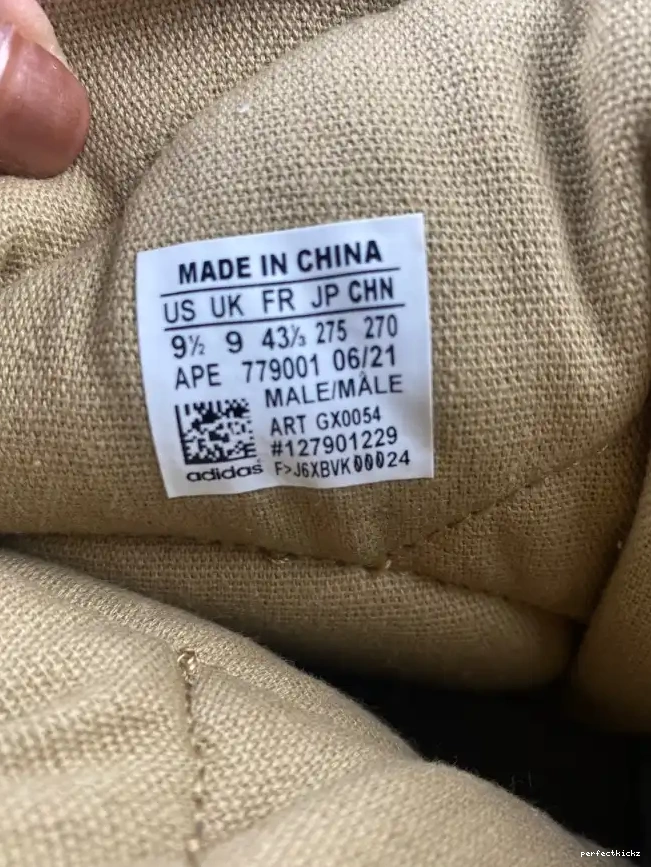 MADE IN CHINA
US UK FR JP CHN
9½ 9 43⅓ 275 270
APE 779001 06/21
MALE/MÂLE
ART GX0054
#127901229
adidas F>J6XBVK00024
perfectkickz